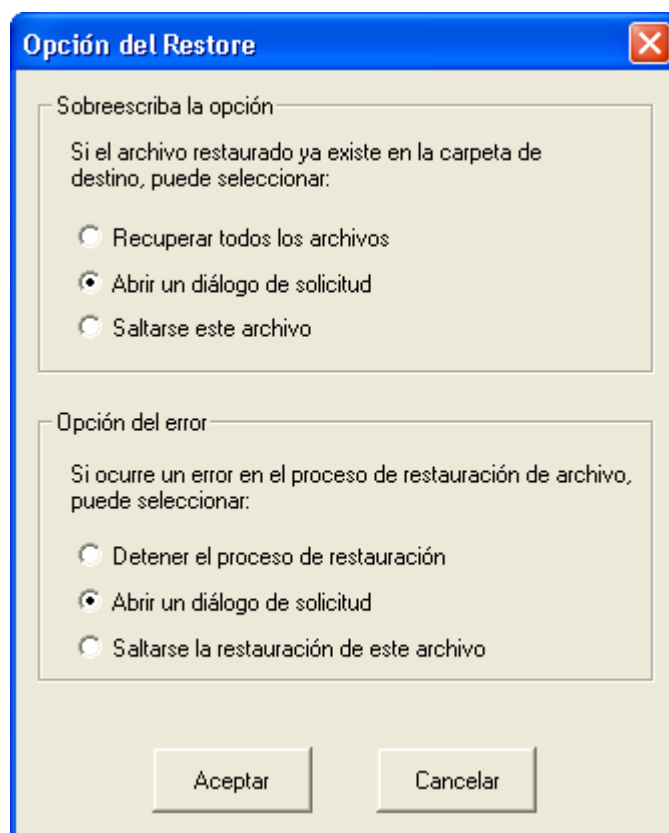 Opción del Restore
Sobreescriba la opción
Si el archivo restaurado ya existe en la carpeta de
destino, puede seleccionar:
Recuperar todos los archivos
Abrir un diálogo de solicitud
Saltarse este archivo
Opción del error
Si ocurre un error en el proceso de restauración de archivo,
puede seleccionar:
Detener el proceso de restauración
Abrir un diálogo de solicitud
Saltarse la restauración de este archivo
Aceptar
Cancelar